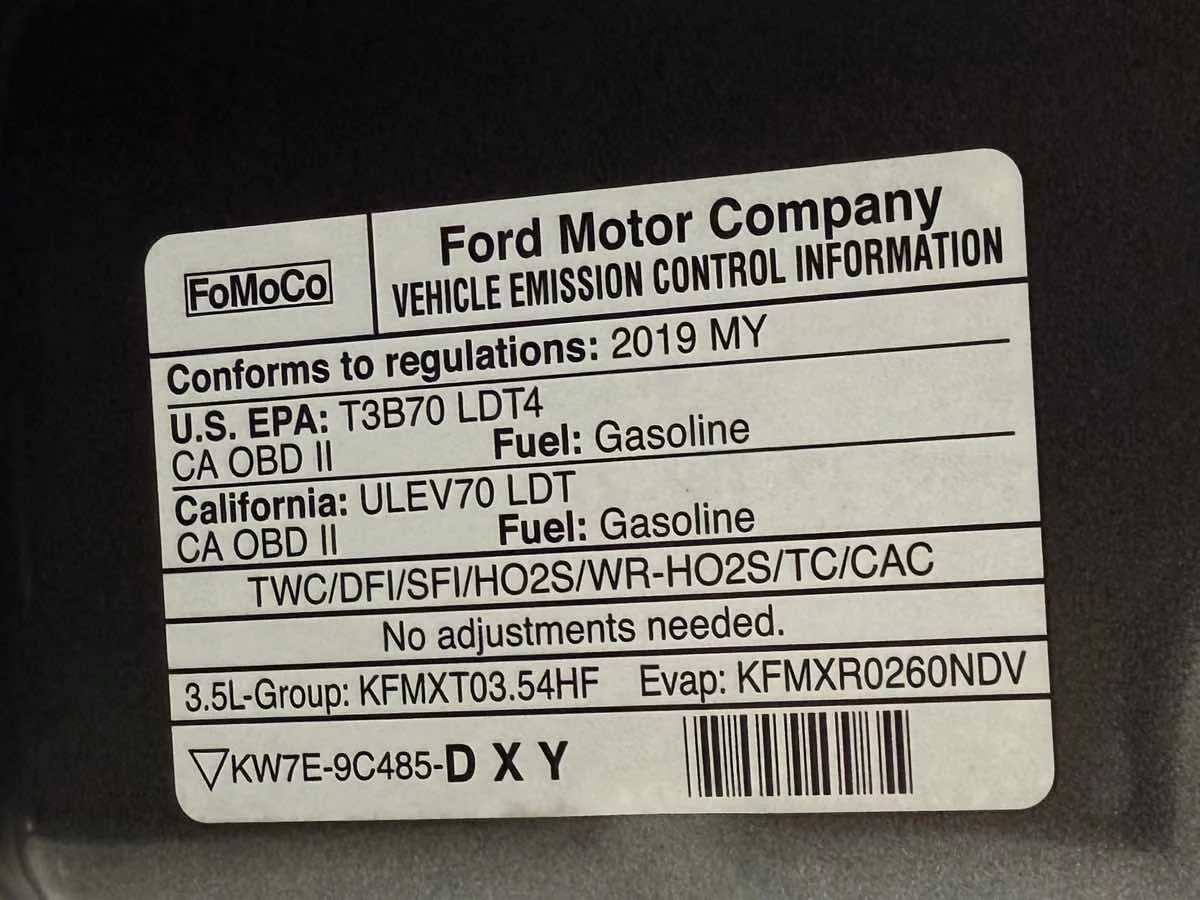 FoMoCo
Ford Motor Company
VEHICLE EMISSION CONTROL INFORMATION
Conforms to regulations: 2019 MY
U.S. EPA: T3B70 LDT4
CA OBD II Fuel: Gasoline
California: ULEV70 LDT
CA OBD II Fuel: Gasoline
TWC/DFI/SFI/HO2S/WR-HO2S/TC/CAC
No adjustments needed.
3.5L-Group: KFMXT03.54HF Evap: KFMXR0260NDV
▽KW7E-9C485-D X Y